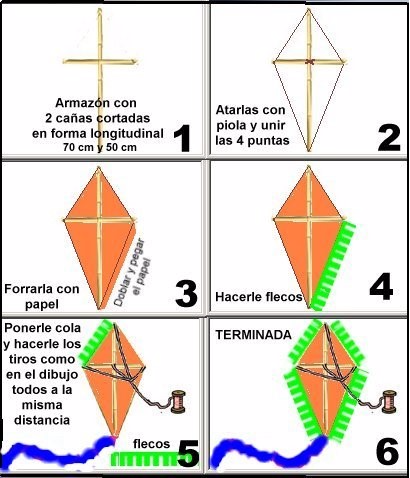 Armazón con
2 cañas cortadas
en forma longitudinal
70 cm y 50 cm
1
Atarlas con
piola y unir
las 4 puntas
2
Forrarla con
papel
Doblar y pegar
el papel
3
Hacerle flecos
4
Ponerle cola
y hacerle los
tiros como
en el dibujo
todos a la
misma
distancia
flecos
5
TERMINADA
6